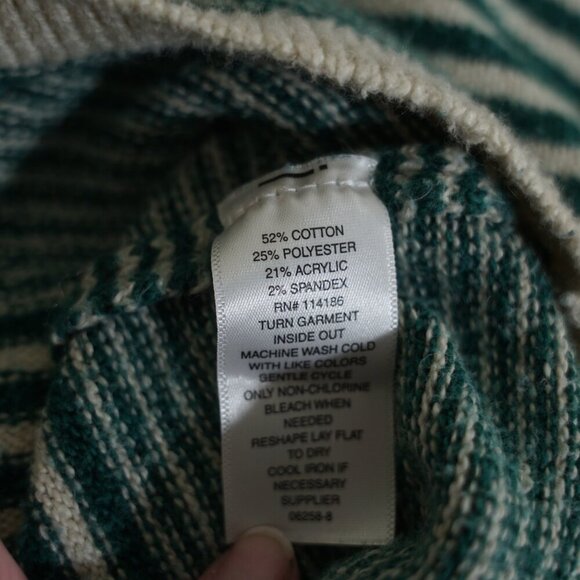 52% COTTON
25% POLYESTER
21% ACRYLIC
2% SPANDEX
RN# 114186
TURN GARMENT
INSIDE OUT
MACHINE WASH COLD
WITH LIKE COLORS
GENTLE CYCLE
ONLY NON-CHLORINE
BLEACH WHEN
NEEDED
RESHAPE LAY FLAT
TO DRY
COOL IRON IF
NECESSARY
SUPPLIER
06258-8